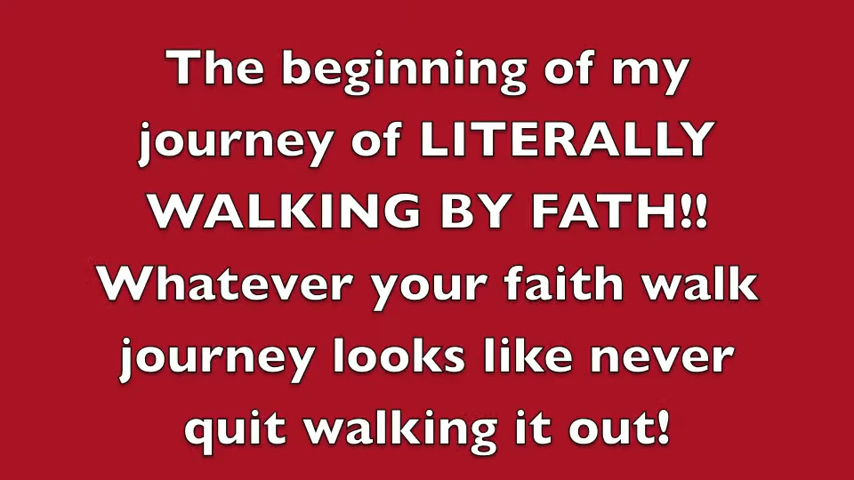 The beginning of my
journey of LITERALLY
WALKING BY FATH!!
Whatever your faith walk
journey looks like never
quit walking it out!